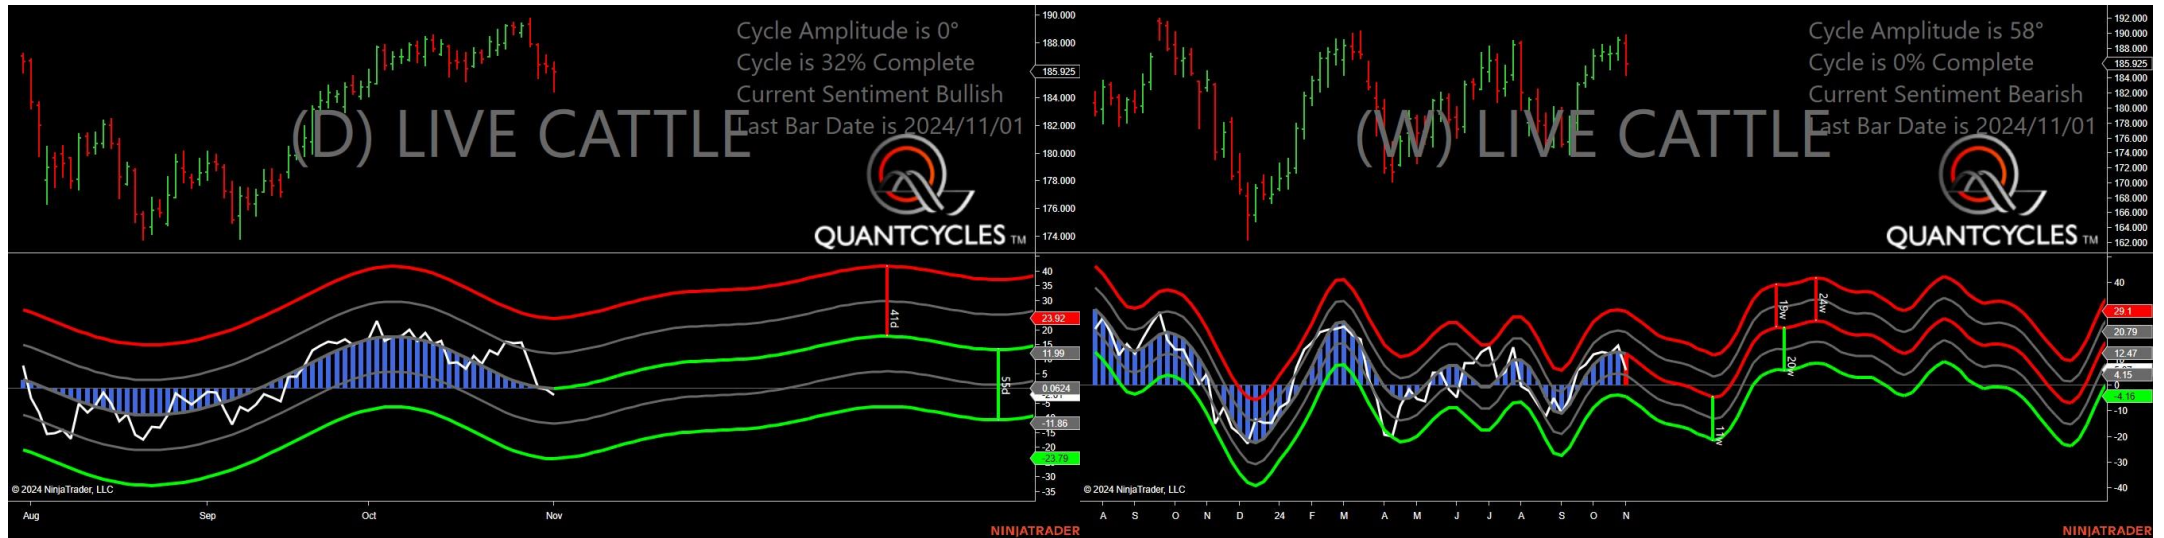 Cycle Amplitude is 0°
Cycle is 32% Complete
Current Sentiment Bullish
Last Bar Date is 2024/11/01
(D) LIVE CATTLE
QUANTCYCLES TM
190.000
188.000
185.925
184.000
182.000
180.000
178.000
176.000
174.000
40
35
30
23.92
20
15
11.99
5
0.0624
-5
-11.86
-15
-20
-23.79
-30
-35
41d
55d
© 2024 NinjaTrader, LLC
Aug
Sep
Oct
Nov
NINJATRADER
Cycle Amplitude is 58°
Cycle is 0% Complete
Current Sentiment Bearish
Last Bar Date is 2024/11/01
(W) LIVE CATTLE
QUANTCYCLES TM
192.000
190.000
188.000
185.925
184.000
182.000
180.000
178.000
176.000
174.000
172.000
170.000
168.000
166.000
164.000
162.000
40
29.1
20.79
12.47
4.15
0
-4.16
-10
-20
-30
-40
19w
24w
20w
17w
© 2024 NinjaTrader, LLC
A S O N D 24 F M A M J J A S O N
NINJATRADER